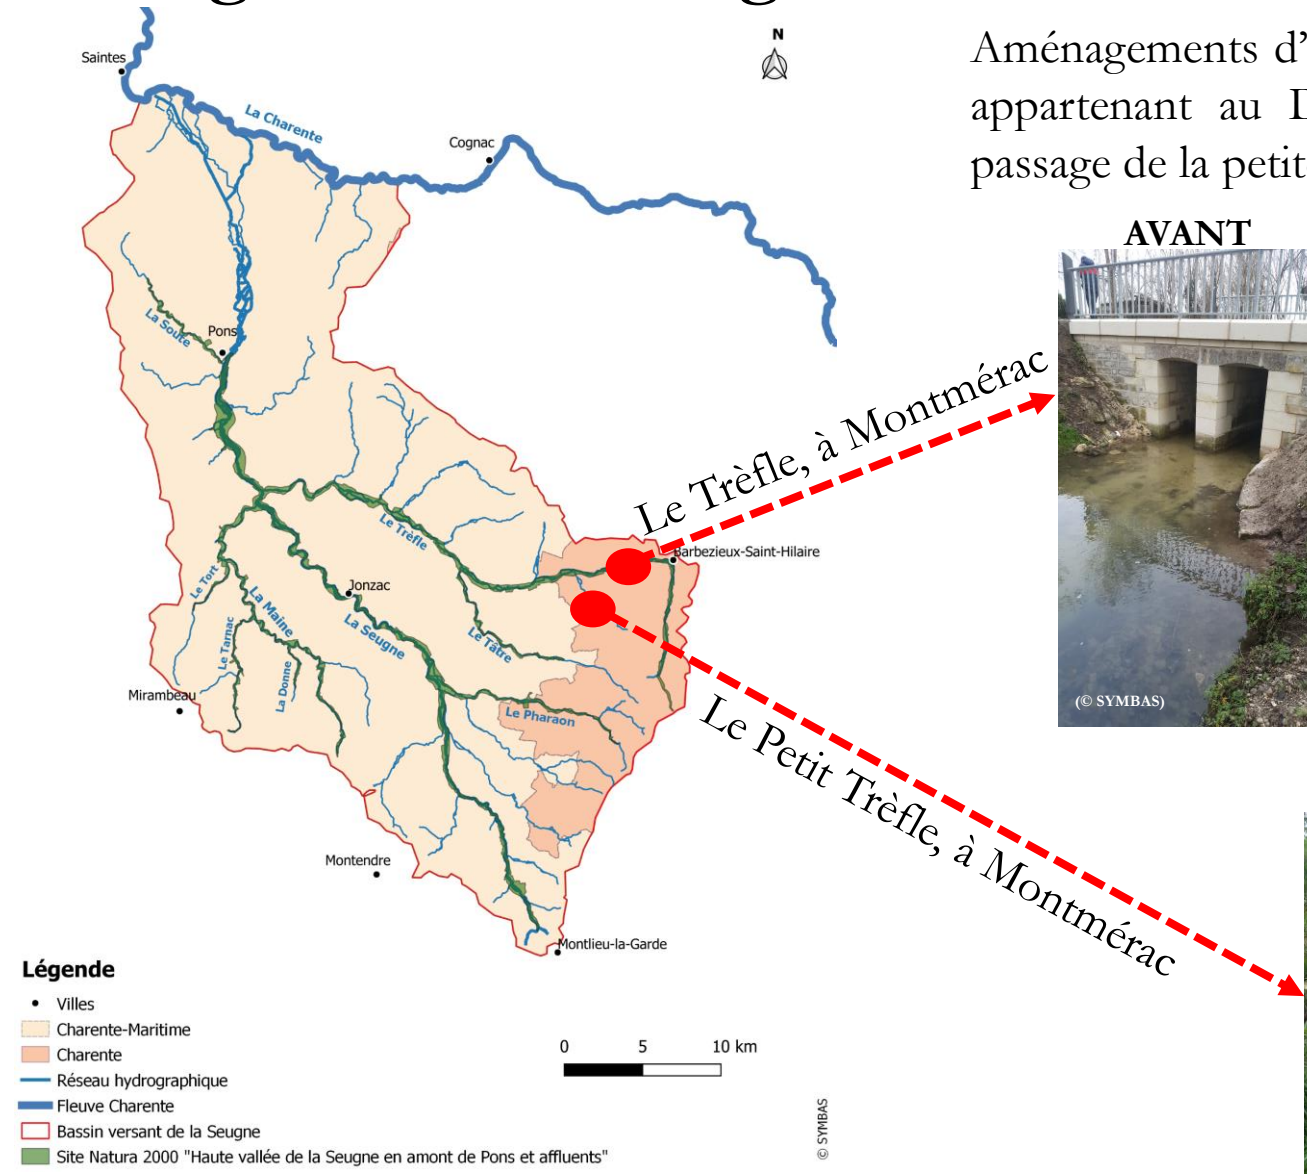 Aménagements d’
appartenant au
passage de la petit
AVANT
N
Saintes
La Charente
Cognac
La Soute
Pons
Le Trèfle, à Montmérac
Le Trèfle
Barbezieux-Saint-Hilaire
Jonzac
Le Tort
La Maine
La Seugne
Le Tarnac
Le Tâtre
La Donne
Mirambeau
Le Pharaon
(© SYMBAS)
Le Petit Trèfle, à Montmérac
Montendre
Montlieu-la-Garde
Légende
Villes
Charente-Maritime
Charente
Réseau hydrographique
Fleuve Charente
Bassin versant de la Seugne
Site Natura 2000 "Haute vallée de la Seugne en amont de Pons et affluents"
0 5 10 km
© SYMBAS